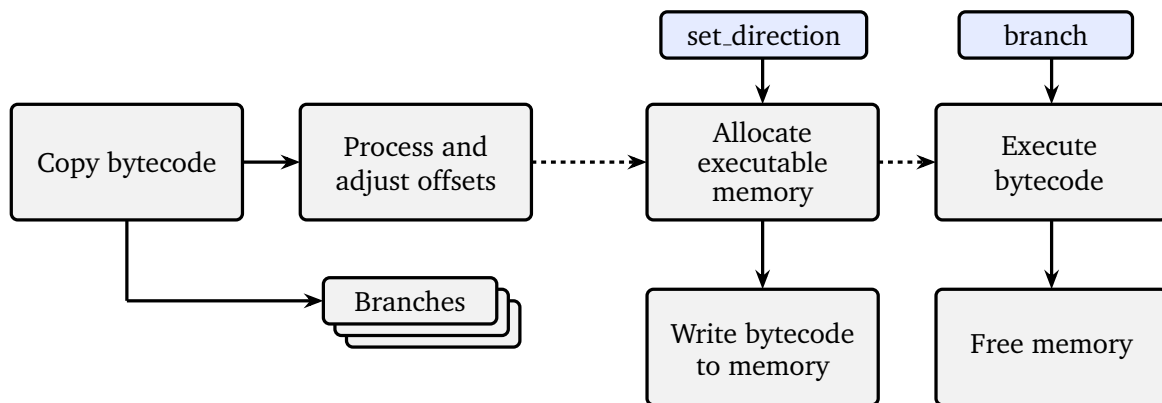 set_direction
branch
Copy bytecode
Process and
adjust offsets
Allocate
executable
memory
Execute
bytecode
Branches
Write bytecode
to memory
Free memory